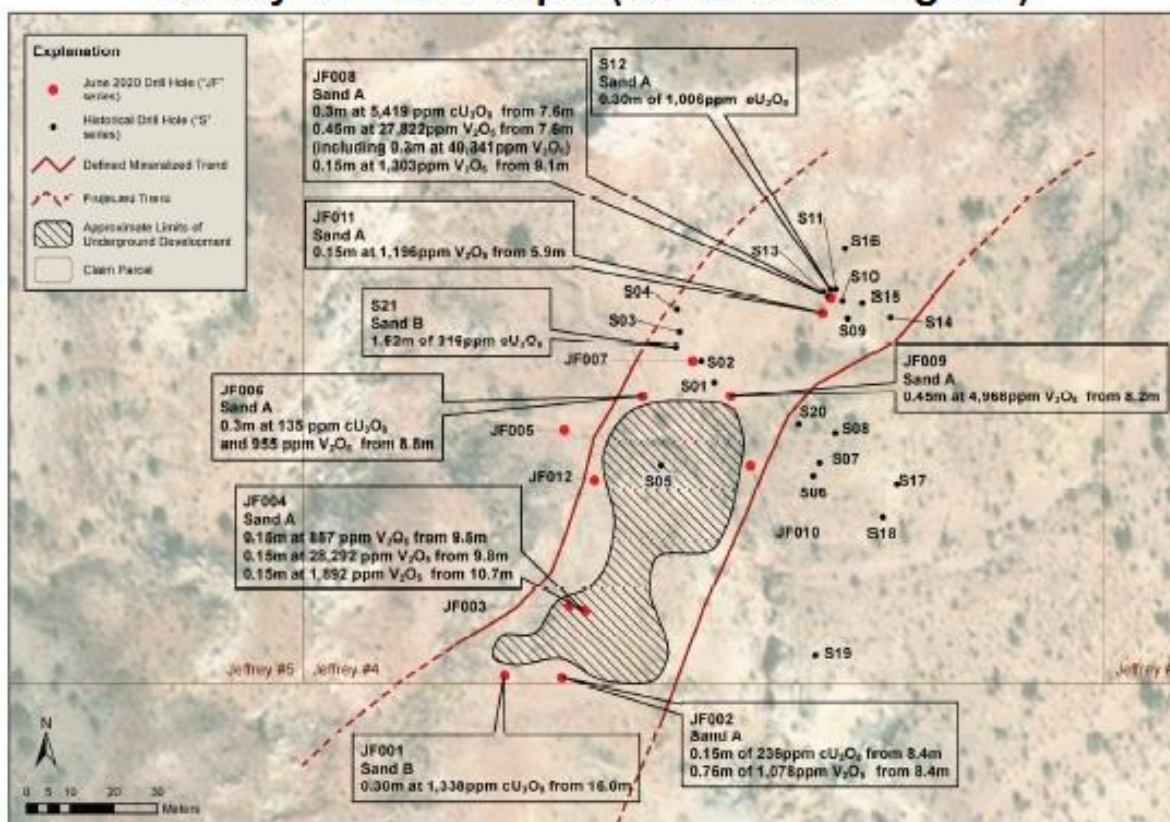 Explanation
June 2020 Drill Hole ("JF"
series)
Historical Drill Hole ("S"
series)
Defined Mineralized Trend
Projected Trend
Approximate Limits of
Underground Development
Claim Parcel
JF008
Sand A
0.3m at 5,419 ppm cU₃O₈ from 7.6m
0.45m at 27,822ppm V₂O₅ from 7.6m
(including 0.3m at 40,341ppm V₂O₅)
0.15m at 1,303ppm V₂O₅ from 9.1m
S12
Sand A
0.30m of 1,006ppm eU₃O₈
JF011
Sand A
0.15m at 1,196ppm V₂O₅ from 5.9m
S11
S13
S16
S10
S15
S04
S03
S09
S14
S21
Sand B
1.62m of 316ppm eU₃O₈
JF007
S02
S01
JF009
Sand A
0.45m at 4,968ppm V₂O₅ from 8.2m
JF006
Sand A
0.3m at 135 ppm cU₃O₈
and 955 ppm V₂O₅ from 8.8m
JF005
S20
S08
JF012
S05
S07
S06
S17
S18
JF010
JF004
Sand A
0.15m at 887 ppm V₂O₅ from 9.5m
0.15m at 28,292 ppm V₂O₅ from 9.8m
0.15m at 1,892 ppm V₂O₅ from 10.7m
JF003
S19
Jeffrey #5
Jeffrey #4
Jeffrey
JF002
Sand A
0.15m of 236ppm cU₃O₈ from 8.4m
0.76m of 1,078ppm V₂O₅ from 8.4m
JF001
Sand B
0.30m at 1,338ppm cU₃O₈ from 16.0m
N
0 5 10 20 30
Meters